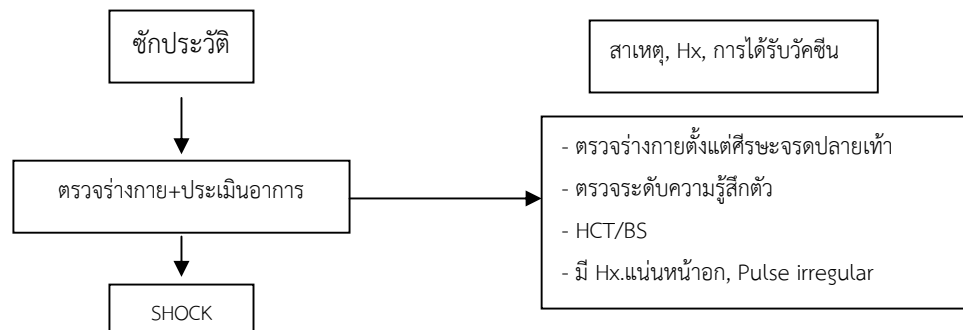 ซักประวัติ
สาเหตุ, Hx, การได้รับวัคซีน
ตรวจร่างกาย+ประเมินอาการ
- ตรวจร่างกายตั้งแต่ศีรษะจรดปลายเท้า
- ตรวจระดับความรู้สึกตัว
- HCT/BS
- มี Hx.แน่นหน้าอก, Pulse irregular
SHOCK